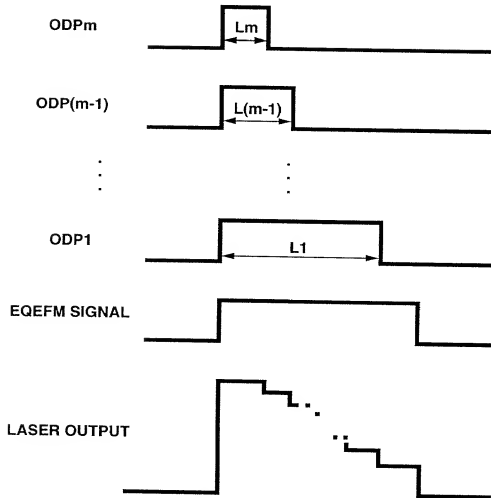 ODPm
Lm
ODP(m-1)
L(m-1)
ODP1
L1
EQEFM SIGNAL
LASER OUTPUT